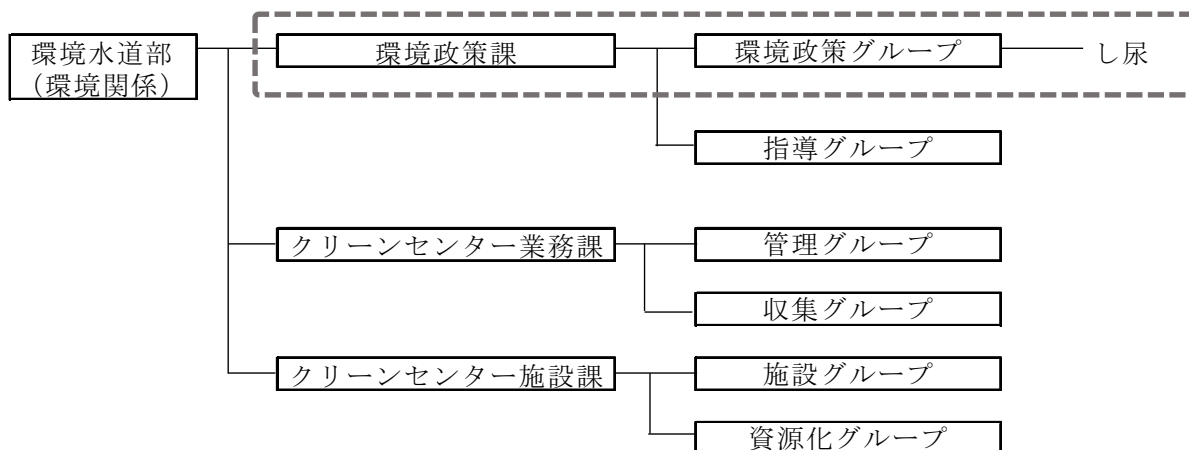 環境水道部
（環境関係）
環境政策課
環境政策グループ
し尿
指導グループ
クリーンセンター業務課
管理グループ
収集グループ
クリーンセンター施設課
施設グループ
資源化グループ